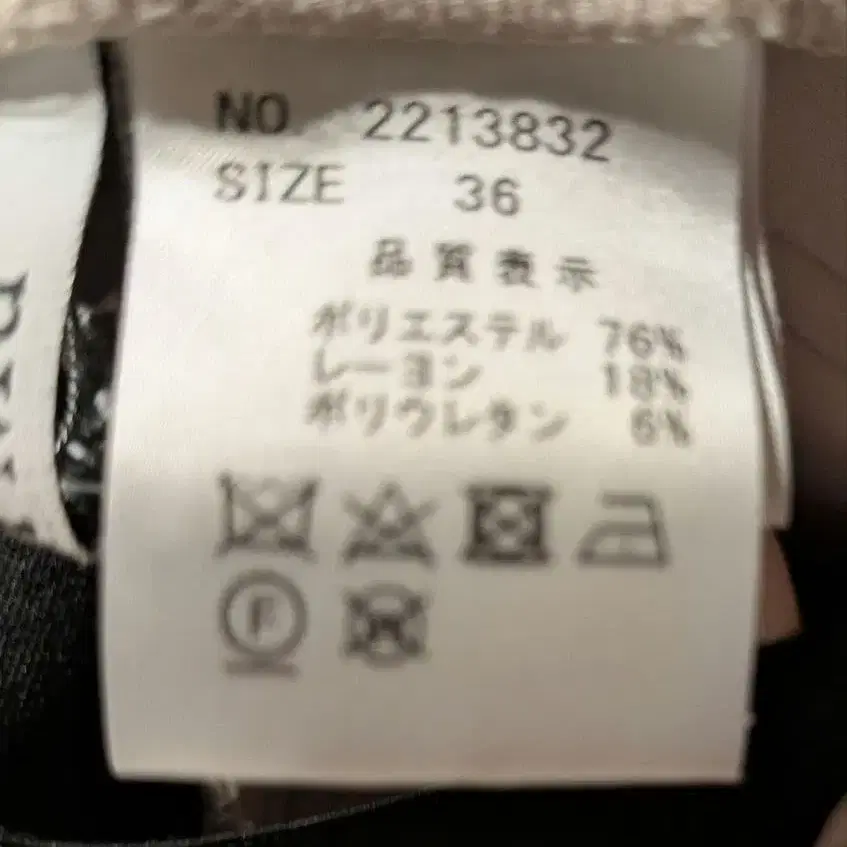 NO. 2213832
SIZE 36
品質表示
ポリエステル 76%
レーヨン 18%
ポリウレタン 6%
F
W